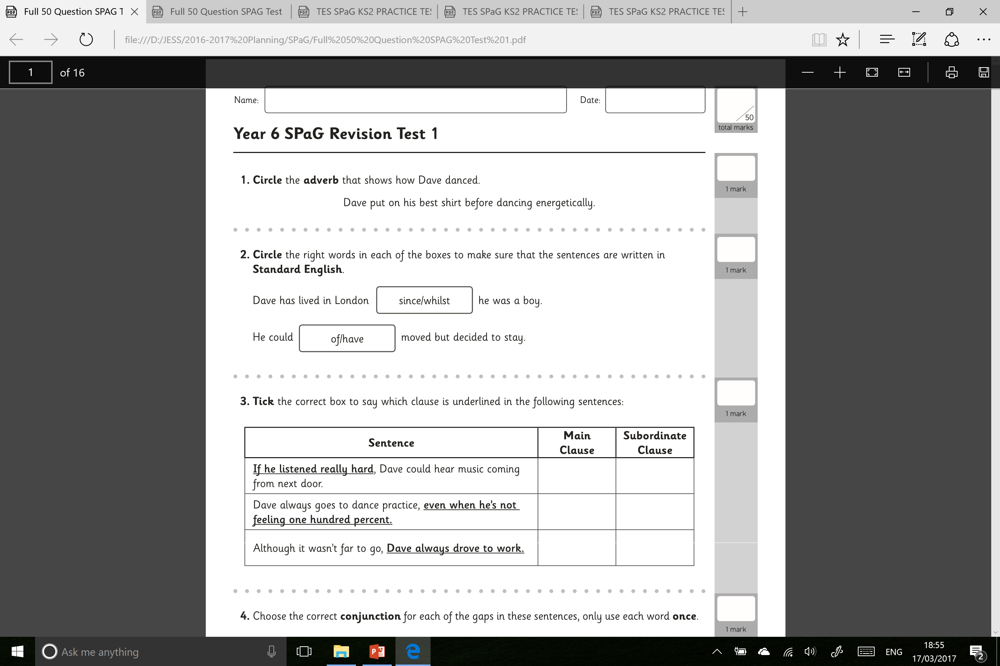 Full 50 Question SPAG T
Full 50 Question SPAG Test
TES SPaG KS2 PRACTICE TES
TES SPaG KS2 PRACTICE TES
TES SPaG KS2 PRACTICE TES
file:///D:/JESS/2016-2017%20Planning/SPaG/Full%2050%20Question%20SPAG%20Test%201.pdf
1 of 16
Name:
Date:
50
total marks
Year 6 SPaG Revision Test 1
1. Circle the adverb that shows how Dave danced.
1 mark
Dave put on his best shirt before dancing energetically.
2. Circle the right words in each of the boxes to make sure that the sentences are written in
Standard English.
1 mark
Dave has lived in London since/whilst he was a boy.
He could of/have moved but decided to stay.
3. Tick the correct box to say which clause is underlined in the following sentences:
1 mark
Sentence
Main
Clause
Subordinate
Clause
If he listened really hard, Dave could hear music coming
from next door.
Dave always goes to dance practice, even when he's not
feeling one hundred percent.
Although it wasn't far to go, Dave always drove to work.
4. Choose the correct conjunction for each of the gaps in these sentences, only use each word once.
1 mark
Ask me anything
ENG
18:55
17/03/2017
2